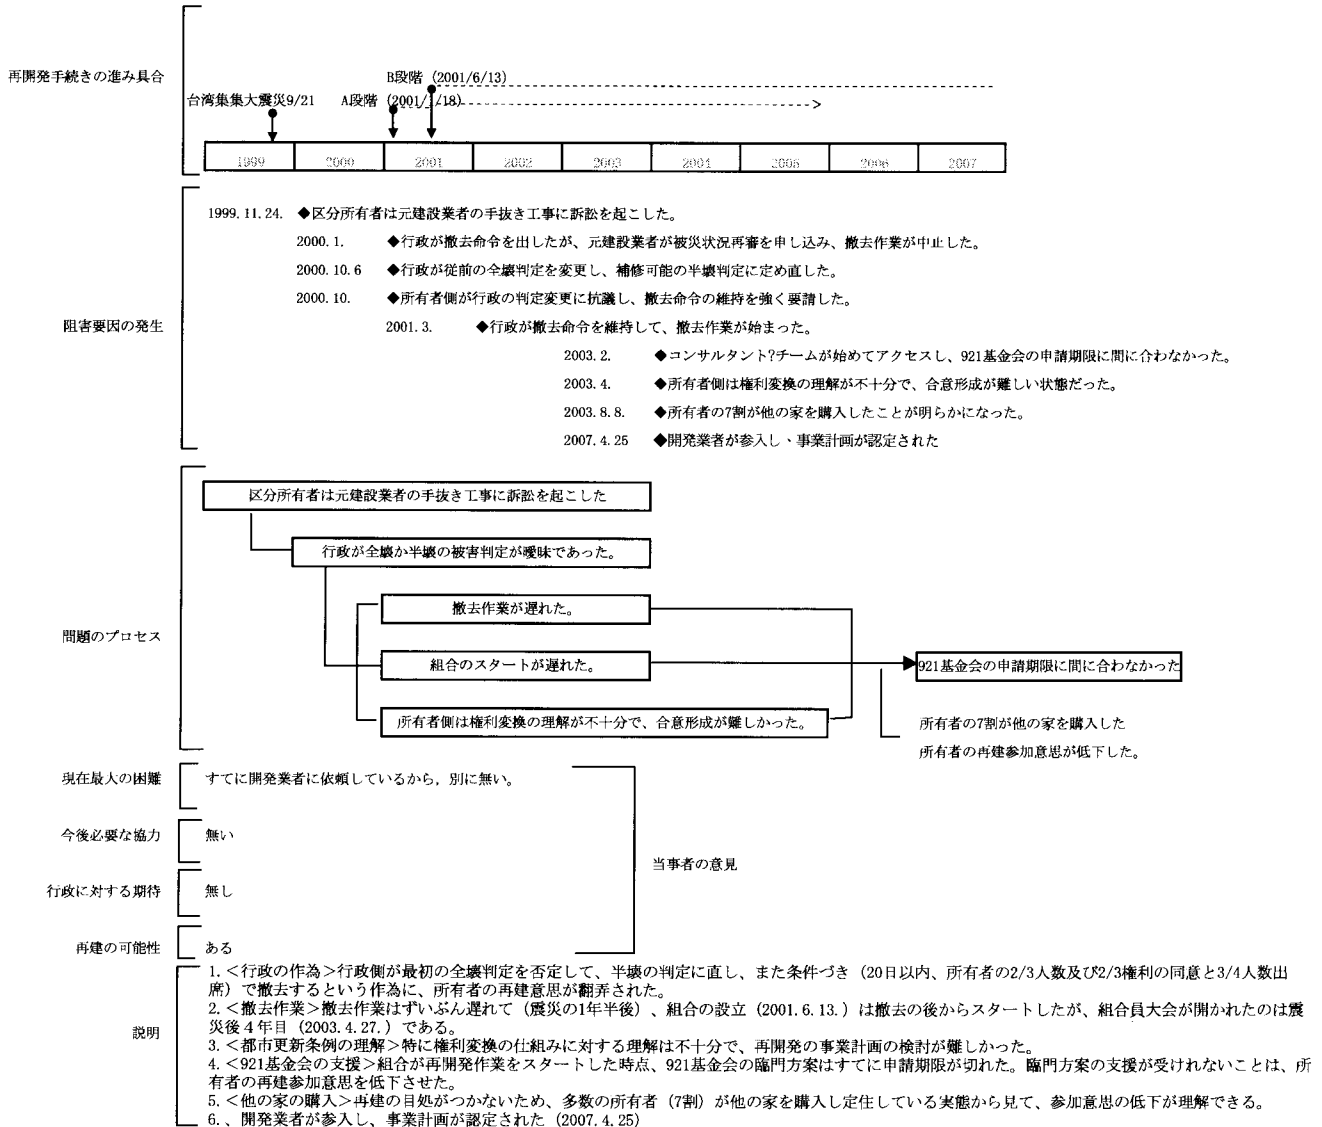 再開発手続きの進み具合
B段階 (2001/6/13)
台湾集集大震災9/21
A段階 (2001/1/18)
1999 2000 2001 2002 2003 2004 2005 2006 2007
阻害要因の発生
1999.11.24. ◆区分所有者は元建設業者の手抜き工事に訴訟を起こした。
2000.1. ◆行政が撤去命令を出したが、元建設業者が被災状況再審を申し込み、撤去作業が中止した。
2000.10.6 ◆行政が従前の全壊判定を変更し、補修可能の半壊判定に定め直した。
2000.10. ◆所有者側が行政の判定変更に抗議し、撤去命令の維持を強く要請した。
2001.3. ◆行政が撤去命令を維持して、撤去作業が始まった。
2003.2. ◆コンサルタント?チームが始めてアクセスし、921基金会の申請期限に間に合わなかった。
2003.4. ◆所有者側は権利変換の理解が不十分で、合意形成が難しい状態だった。
2003.8.8. ◆所有者の7割が他の家を購入したことが明らかになった。
2007.4.25 ◆開発業者が参入し、事業計画が認定された
問題のプロセス
区分所有者は元建設業者の手抜き工事に訴訟を起こした
行政が全壊か半壊の被害判定が曖昧であった。
撤去作業が遅れた。
組合のスタートが遅れた。
921基金会の申請期限に間に合わなかった
所有者側は権利変換の理解が不十分で、合意形成が難しかった。
所有者の7割が他の家を購入した
所有者の再建参加意思が低下した。
現在最大の困難
すてに開発業者に依頼しているから，別に無い。
今後必要な協力
無い
当事者の意見
行政に対する期待
無し
再建の可能性
ある
説明
1.＜行政の作為＞行政側が最初の全壊判定を否定して、半壊の判定に直し、また条件づき（20日以内、所有者の2/3人数及び2/3権利の同意と3/4人数出
席）で撤去するという作為に、所有者の再建意思が翻弄された。
2.＜撤去作業＞撤去作業はずいぶん遅れて（震災の1年半後）、組合の設立（2001.6.13.）は撤去の後からスタートしたが、組合員大会が開かれたのは震
災後４年目（2003.4.27.）である。
3.＜都市更新条例の理解＞特に権利変換の仕組みに対する理解は不十分で、再開発の事業計画の検討が難しかった。
4.＜921基金会の支援＞組合が再開発作業をスタートした時点、921基金会の臨門方案はすてに申請期限が切れた。臨門方案の支援が受けれないことは、所
有者の再建参加意思を低下させた。
5.＜他の家の購入＞再建の目処がつかないため、多数の所有者（7割）が他の家を購入し定住している実態から見て、参加意思の低下が理解できる。
6.、開発業者が参入し、事業計画が認定された（2007.4.25）